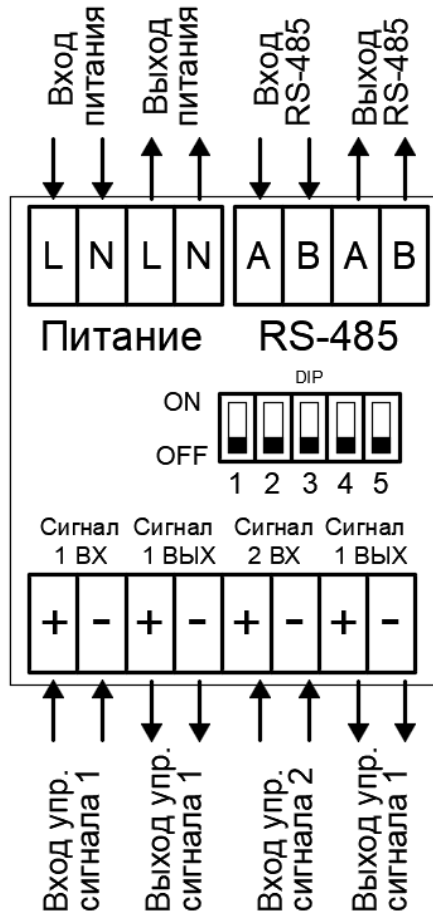 Вход
питания
Выход
питания
Вход
RS-485
Выход
RS-485
L N L N A B A B
Питание RS-485
DIP
ON
OFF
1 2 3 4 5
Сигнал
1 ВХ
Сигнал
1 ВЫХ
Сигнал
2 ВХ
Сигнал
1 ВЫХ
+ - + - + - + -
Вход упр.
сигнала 1
Выход упр.
сигнала 1
Вход упр.
сигнала 2
Выход упр.
сигнала 1